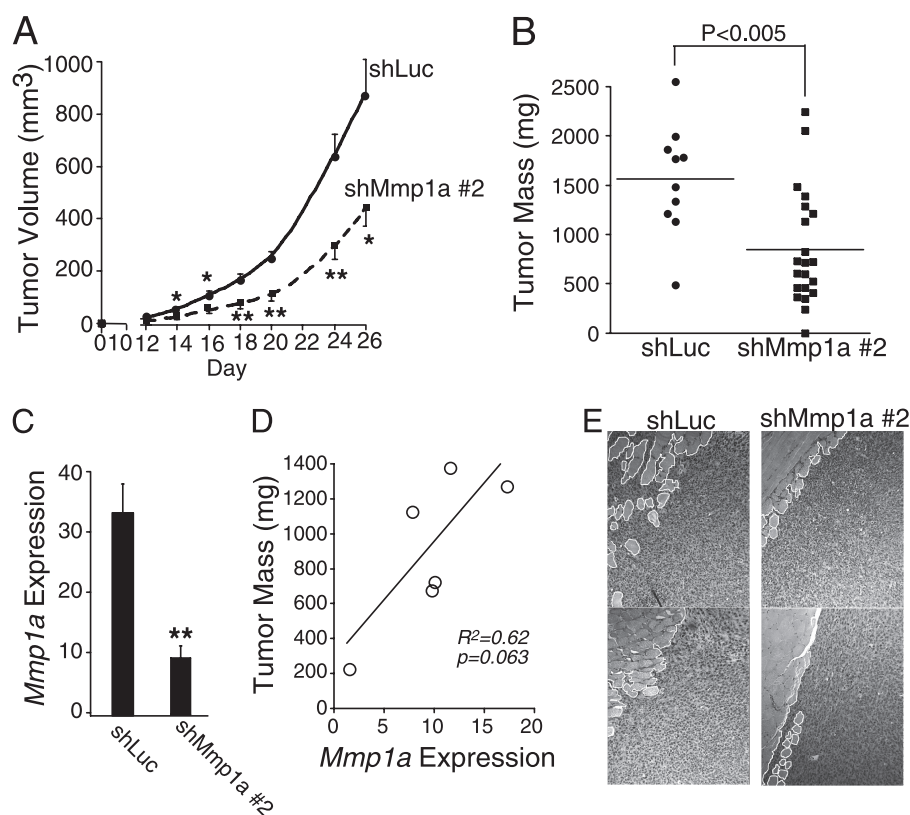 A
Tumor Volume (mm3)
1000
800
600
400
200
0
shLuc
shMmp1a #2
*
*
**
**
**
*
0 10 12 14 16 18 20 22 24 26
Day
B
P<0.005
Tumor Mass (mg)
2500
2000
1500
1000
500
0
shLuc
shMmp1a #2
C
Mmp1a Expression
40
30
20
10
0
**
shLuc
shMmp1a #2
D
Tumor Mass (mg)
1400
1200
1000
800
600
400
200
0
R2=0.62
p=0.063
0 5 10 15 20
Mmp1a Expression
E
shLuc
shMmp1a #2